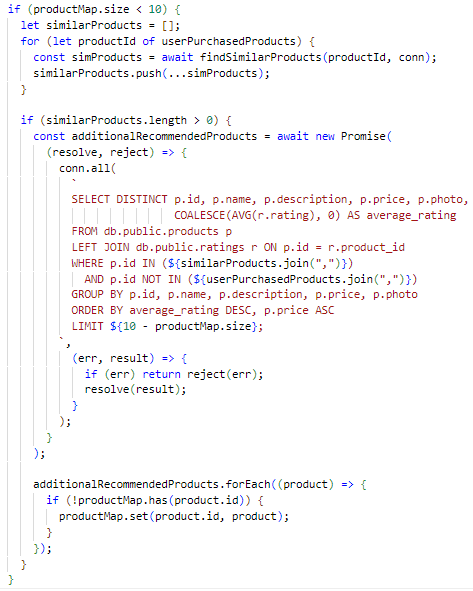 if (productMap.size < 10) {
  let similarProducts = [];
  for (let productId of userPurchasedProducts) {
    const simProducts = await findSimilarProducts(productId, conn);
    similarProducts.push(...simProducts);
  }

  if (similarProducts.length > 0) {
    const additionalRecommendedProducts = await new Promise(
      (resolve, reject) => {
        conn.all(
          `
          SELECT DISTINCT p.id, p.name, p.description, p.price, p.photo,
                          COALESCE(AVG(r.rating), 0) AS average_rating
          FROM db.public.products p
          LEFT JOIN db.public.ratings r ON p.id = r.product_id
          WHERE p.id IN (${similarProducts.join(",")})
            AND p.id NOT IN (${userPurchasedProducts.join(",")})
          GROUP BY p.id, p.name, p.description, p.price, p.photo
          ORDER BY average_rating DESC, p.price ASC
          LIMIT ${10 - productMap.size};
        `,
          (err, result) => {
            if (err) return reject(err);
            resolve(result);
          }
        );
      }
    );

    additionalRecommendedProducts.forEach((product) => {
      if (!productMap.has(product.id)) {
        productMap.set(product.id, product);
      }
    });
  }
}